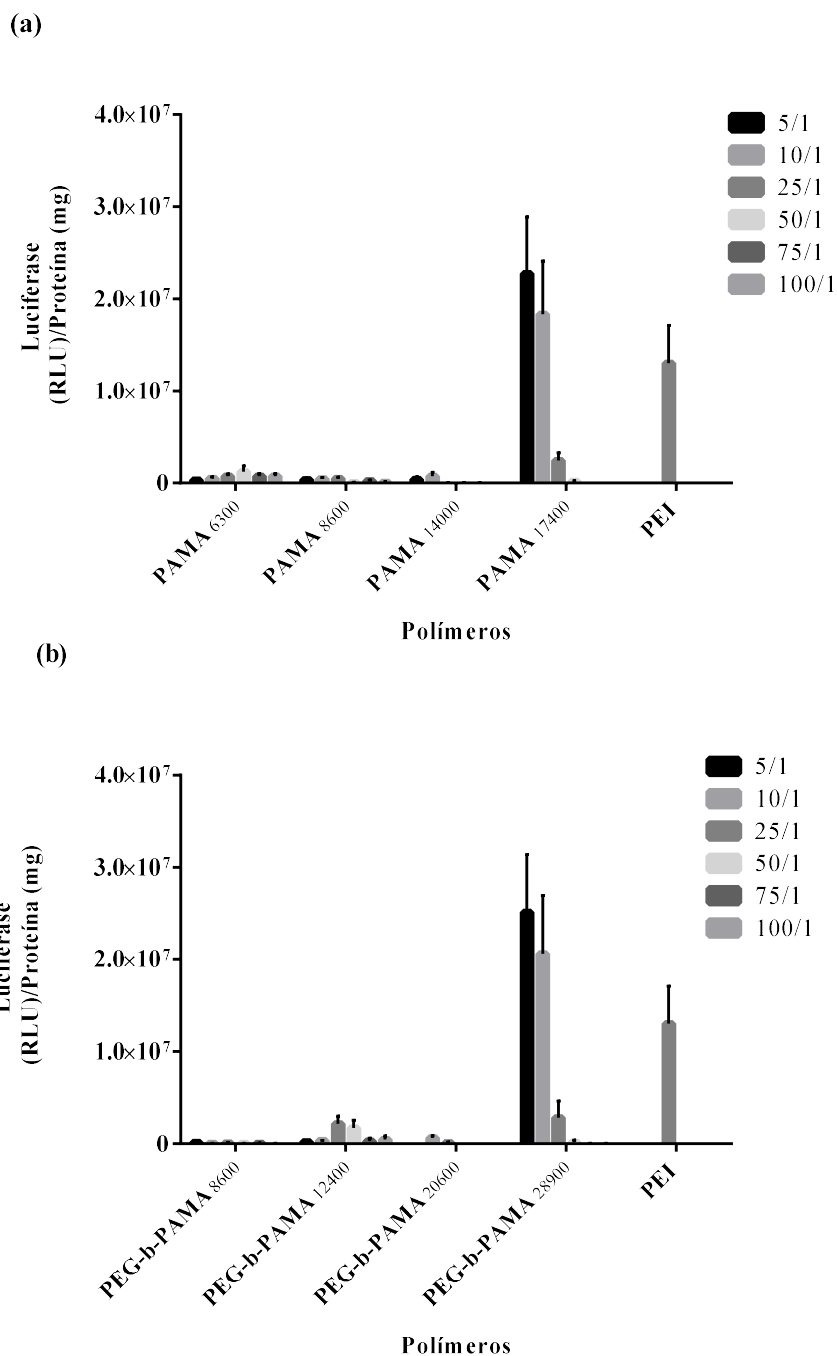 (a)
4.0×10⁷
3.0×10⁷
2.0×10⁷
1.0×10⁷
0
Luciferase
(RLU)/Proteína (mg)
5/1
10/1
25/1
50/1
75/1
100/1
PAMA 6300
PAMA 8600
PAMA 14000
PAMA 17400
PEI
Polímeros
(b)
4.0×10⁷
3.0×10⁷
2.0×10⁷
1.0×10⁷
0
Luciferase
(RLU)/Proteína (mg)
5/1
10/1
25/1
50/1
75/1
100/1
PEG-b-PAMA 8600
PEG-b-PAMA 12400
PEG-b-PAMA 20600
PEG-b-PAMA 28900
PEI
Polímeros